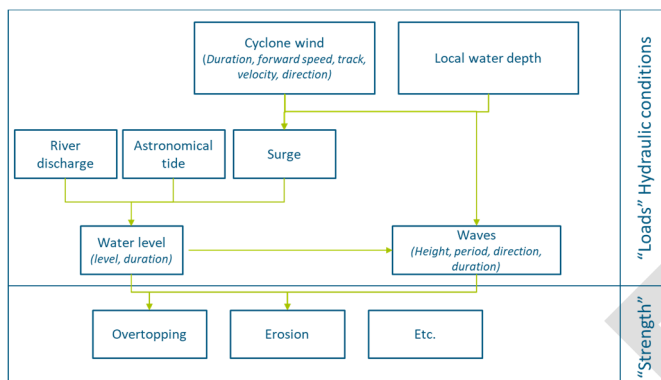 Cyclone wind
(Duration, forward speed, track,
velocity, direction)
Local water depth
River
discharge
Astronomical
tide
Surge
Water level
(level, duration)
Waves
(Height, period, direction,
duration)
"Loads" Hydraulic conditions
Overtopping
Erosion
Etc.
"Strength"